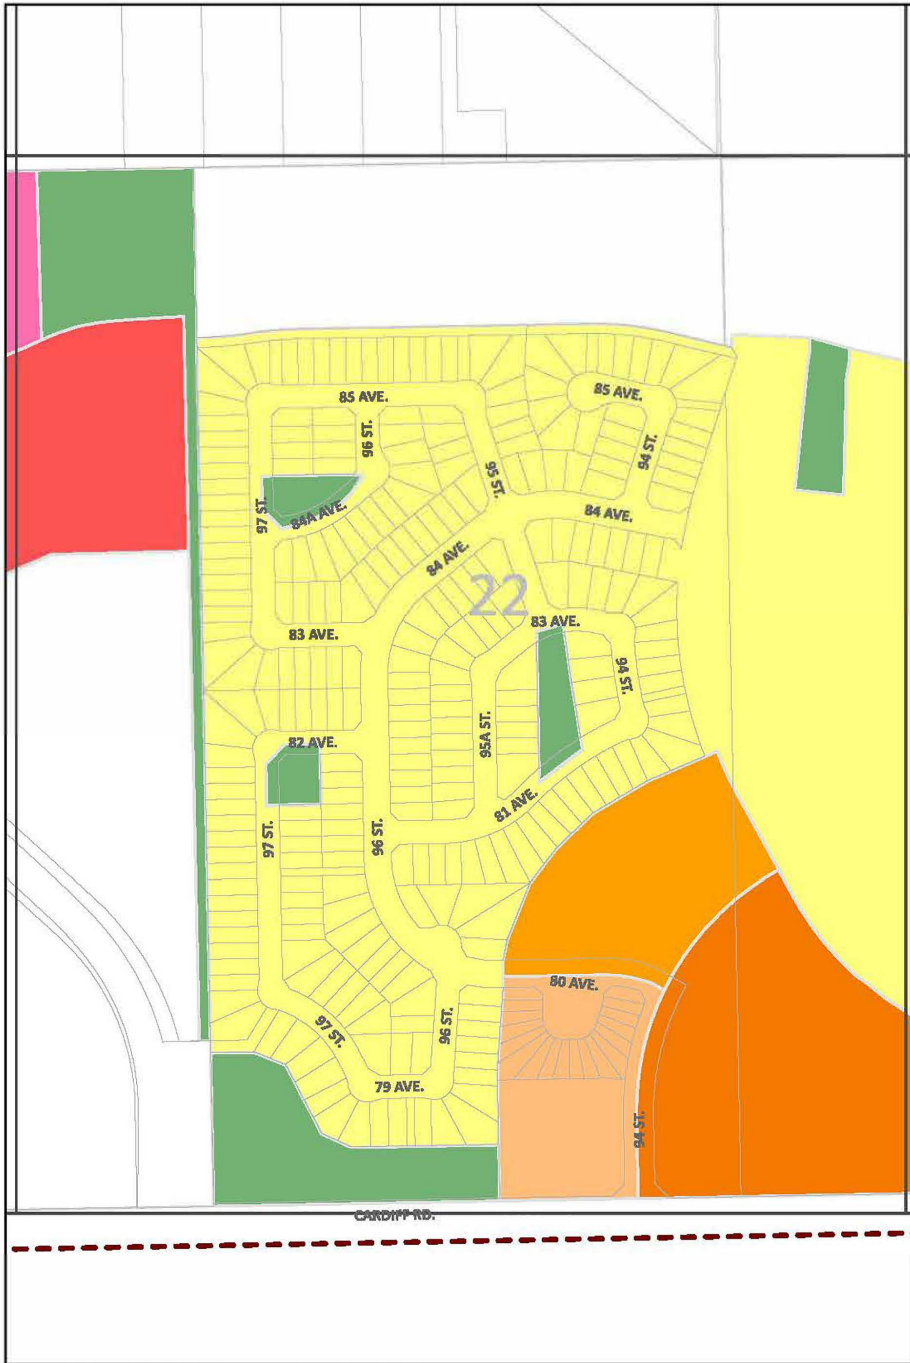 85 AVE.
85 AVE.
96 ST.
94 ST.
95 ST.
97 ST.
84A AVE.
84 AVE.
84 AVE.
22
83 AVE.
83 AVE.
94 ST.
95A ST.
82 AVE.
81 AVE.
97 ST.
96 ST.
80 AVE.
97 ST.
96 ST.
79 AVE.
94 ST.
CARDIFF RD.